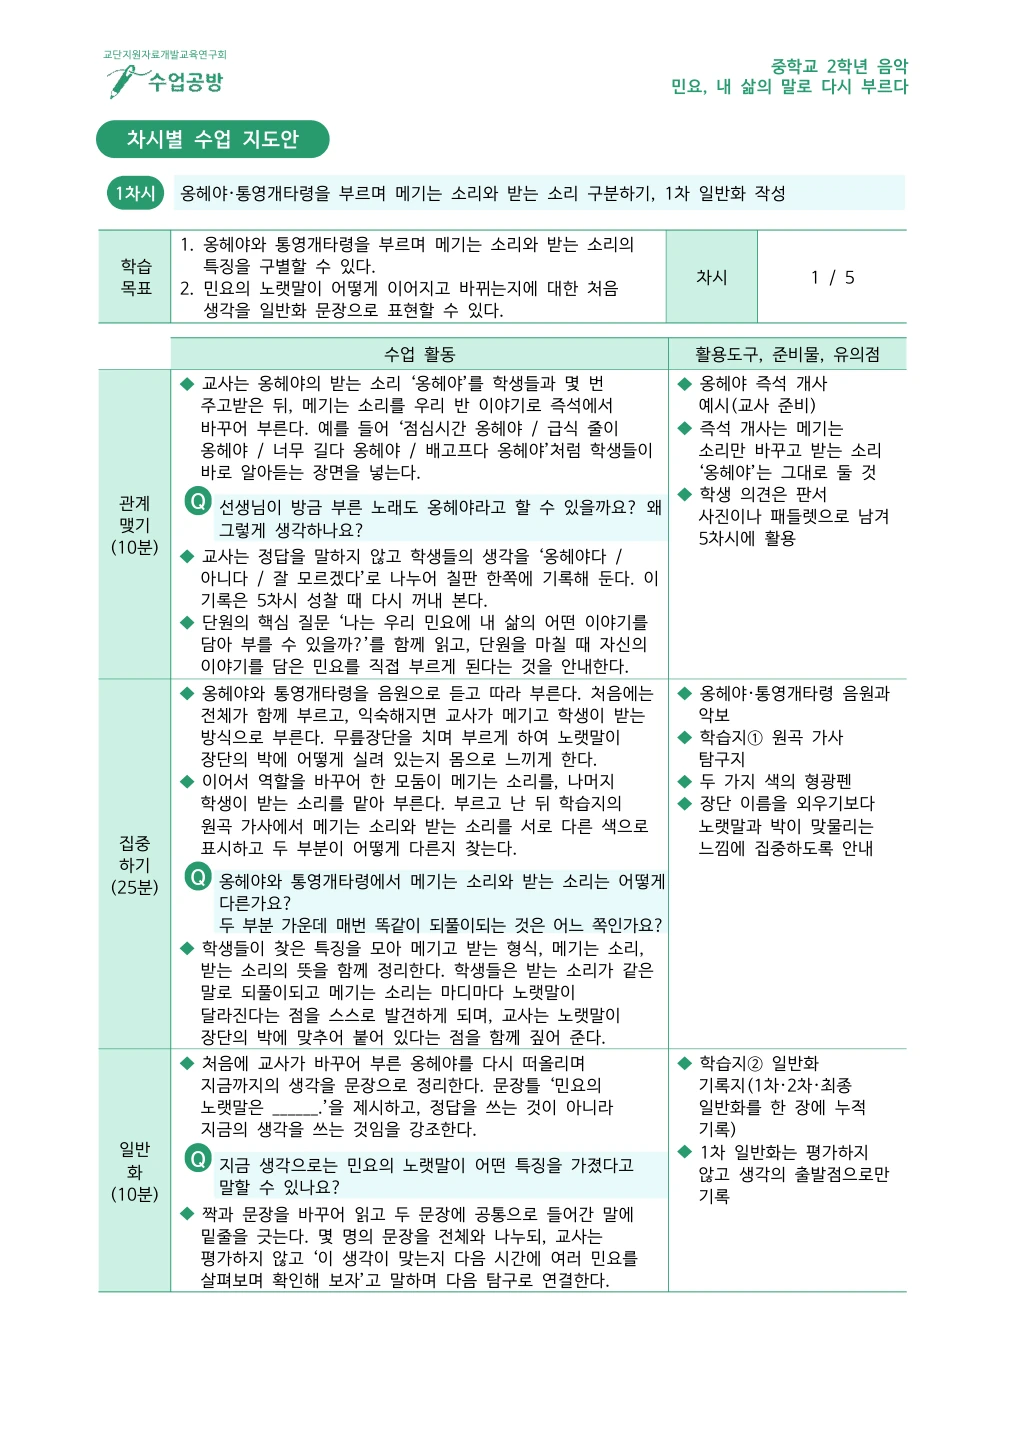 교단지원자료개발교육연구회
수업공방
중학교 2학년 음악
민요, 내 삶의 말로 다시 부르다
차시별 수업 지도안
1차시
옹헤야·통영개타령을 부르며 메기는 소리와 받는 소리 구분하기, 1차 일반화 작성
학습
목표
1. 옹헤야와 통영개타령을 부르며 메기는 소리와 받는 소리의
특징을 구별할 수 있다.
2. 민요의 노랫말이 어떻게 이어지고 바뀌는지에 대한 처음
생각을 일반화 문장으로 표현할 수 있다.
차시
1 / 5
수업 활동
활용도구, 준비물, 유의점
관계
맺기
(10분)
◆ 교사는 옹헤야의 받는 소리 ‘옹헤야’를 학생들과 몇 번
주고받은 뒤, 메기는 소리를 우리 반 이야기로 즉석에서
바꾸어 부른다. 예를 들어 ‘점심시간 옹헤야 / 급식 줄이
옹헤야 / 너무 길다 옹헤야 / 배고프다 옹헤야’처럼 학생들이
바로 알아듣는 장면을 넣는다.
Q 선생님이 방금 부른 노래도 옹헤야라고 할 수 있을까요? 왜
그렇게 생각하나요?
◆ 교사는 정답을 말하지 않고 학생들의 생각을 ‘옹헤야다 /
아니다 / 잘 모르겠다’로 나누어 칠판 한쪽에 기록해 둔다. 이
기록은 5차시 성찰 때 다시 꺼내 본다.
◆ 단원의 핵심 질문 ‘나는 우리 민요에 내 삶의 어떤 이야기를
담아 부를 수 있을까?’를 함께 읽고, 단원을 마칠 때 자신의
이야기를 담은 민요를 직접 부르게 된다는 것을 안내한다.
◆ 옹헤야 즉석 개사
예시(교사 준비)
◆ 즉석 개사는 메기는
소리만 바꾸고 받는 소리
‘옹헤야’는 그대로 둘 것
◆ 학생 의견은 판서
사진이나 패들렛으로 남겨
5차시에 활용
집중
하기
(25분)
◆ 옹헤야와 통영개타령을 음원으로 듣고 따라 부른다. 처음에는
전체가 함께 부르고, 익숙해지면 교사가 메기고 학생이 받는
방식으로 부른다. 무릎장단을 치며 부르게 하여 노랫말이
장단의 박에 어떻게 실려 있는지 몸으로 느끼게 한다.
◆ 이어서 역할을 바꾸어 한 모둠이 메기는 소리를, 나머지
학생이 받는 소리를 맡아 부른다. 부르고 난 뒤 학습지의
원곡 가사에서 메기는 소리와 받는 소리를 서로 다른 색으로
표시하고 두 부분이 어떻게 다른지 찾는다.
Q 옹헤야와 통영개타령에서 메기는 소리와 받는 소리는 어떻게
다른가요?
두 부분 가운데 매번 똑같이 되풀이되는 것은 어느 쪽인가요?
◆ 학생들이 찾은 특징을 모아 메기고 받는 형식, 메기는 소리,
받는 소리의 뜻을 함께 정리한다. 학생들은 받는 소리가 같은
말로 되풀이되고 메기는 소리는 마디마다 노랫말이
달라진다는 점을 스스로 발견하게 되며, 교사는 노랫말이
장단의 박에 맞추어 붙어 있다는 점을 함께 짚어 준다.
◆ 옹헤야·통영개타령 음원과
악보
◆ 학습지① 원곡 가사
탐구지
◆ 두 가지 색의 형광펜
◆ 장단 이름을 외우기보다
노랫말과 박이 맞물리는
느낌에 집중하도록 안내
일반
화
(10분)
◆ 처음에 교사가 바꾸어 부른 옹헤야를 다시 떠올리며
지금까지의 생각을 문장으로 정리한다. 문장틀 ‘민요의
노랫말은 ______.’을 제시하고, 정답을 쓰는 것이 아니라
지금의 생각을 쓰는 것임을 강조한다.
Q 지금 생각으로는 민요의 노랫말이 어떤 특징을 가졌다고
말할 수 있나요?
◆ 짝과 문장을 바꾸어 읽고 두 문장에 공통으로 들어간 말에
밑줄을 긋는다. 몇 명의 문장을 전체와 나누되, 교사는
평가하지 않고 ‘이 생각이 맞는지 다음 시간에 여러 민요를
살펴보며 확인해 보자’고 말하며 다음 탐구로 연결한다.
◆ 학습지② 일반화
기록지(1차·2차·최종
일반화를 한 장에 누적
기록)
◆ 1차 일반화는 평가하지
않고 생각의 출발점으로만
기록